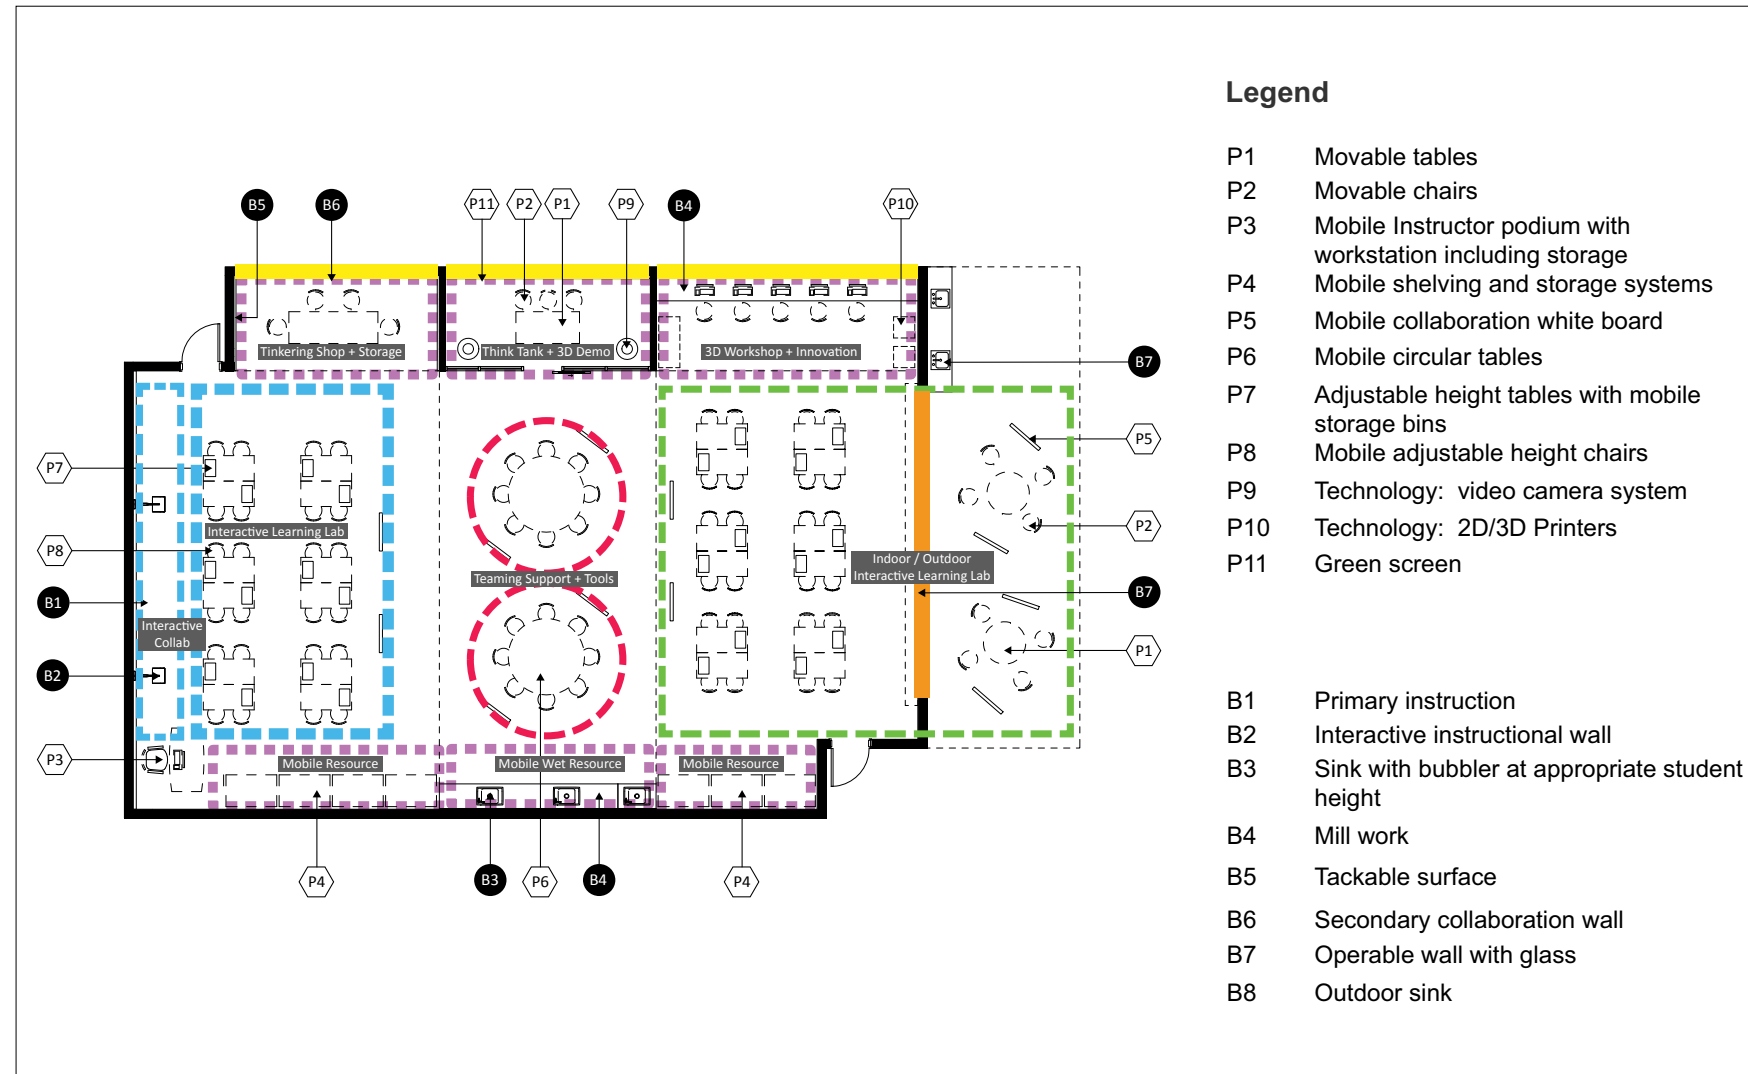 Legend
P1 Movable tables
P2 Movable chairs
P3 Mobile Instructor podium with
workstation including storage
P4 Mobile shelving and storage systems
P5 Mobile collaboration white board
P6 Mobile circular tables
P7 Adjustable height tables with mobile
storage bins
P8 Mobile adjustable height chairs
P9 Technology: video camera system
P10 Technology: 2D/3D Printers
P11 Green screen
B1 Primary instruction
B2 Interactive instructional wall
B3 Sink with bubbler at appropriate student
height
B4 Mill work
B5 Tackable surface
B6 Secondary collaboration wall
B7 Operable wall with glass
B8 Outdoor sink
B5 B6 P11 P2 P1 P9 B4 P10
Tinkering Shop + Storage
Think Tank + 3D Demo
3D Workshop + Innovation
B7
P5
P7
P2
Interactive Learning Lab
P8
Indoor / Outdoor
Interactive Learning Lab
Teaming Support + Tools
B7
B1
Interactive
Collab
P1
B2
P3
Mobile Resource
Mobile Wet Resource
Mobile Resource
P4 B3 P6 B4 P4